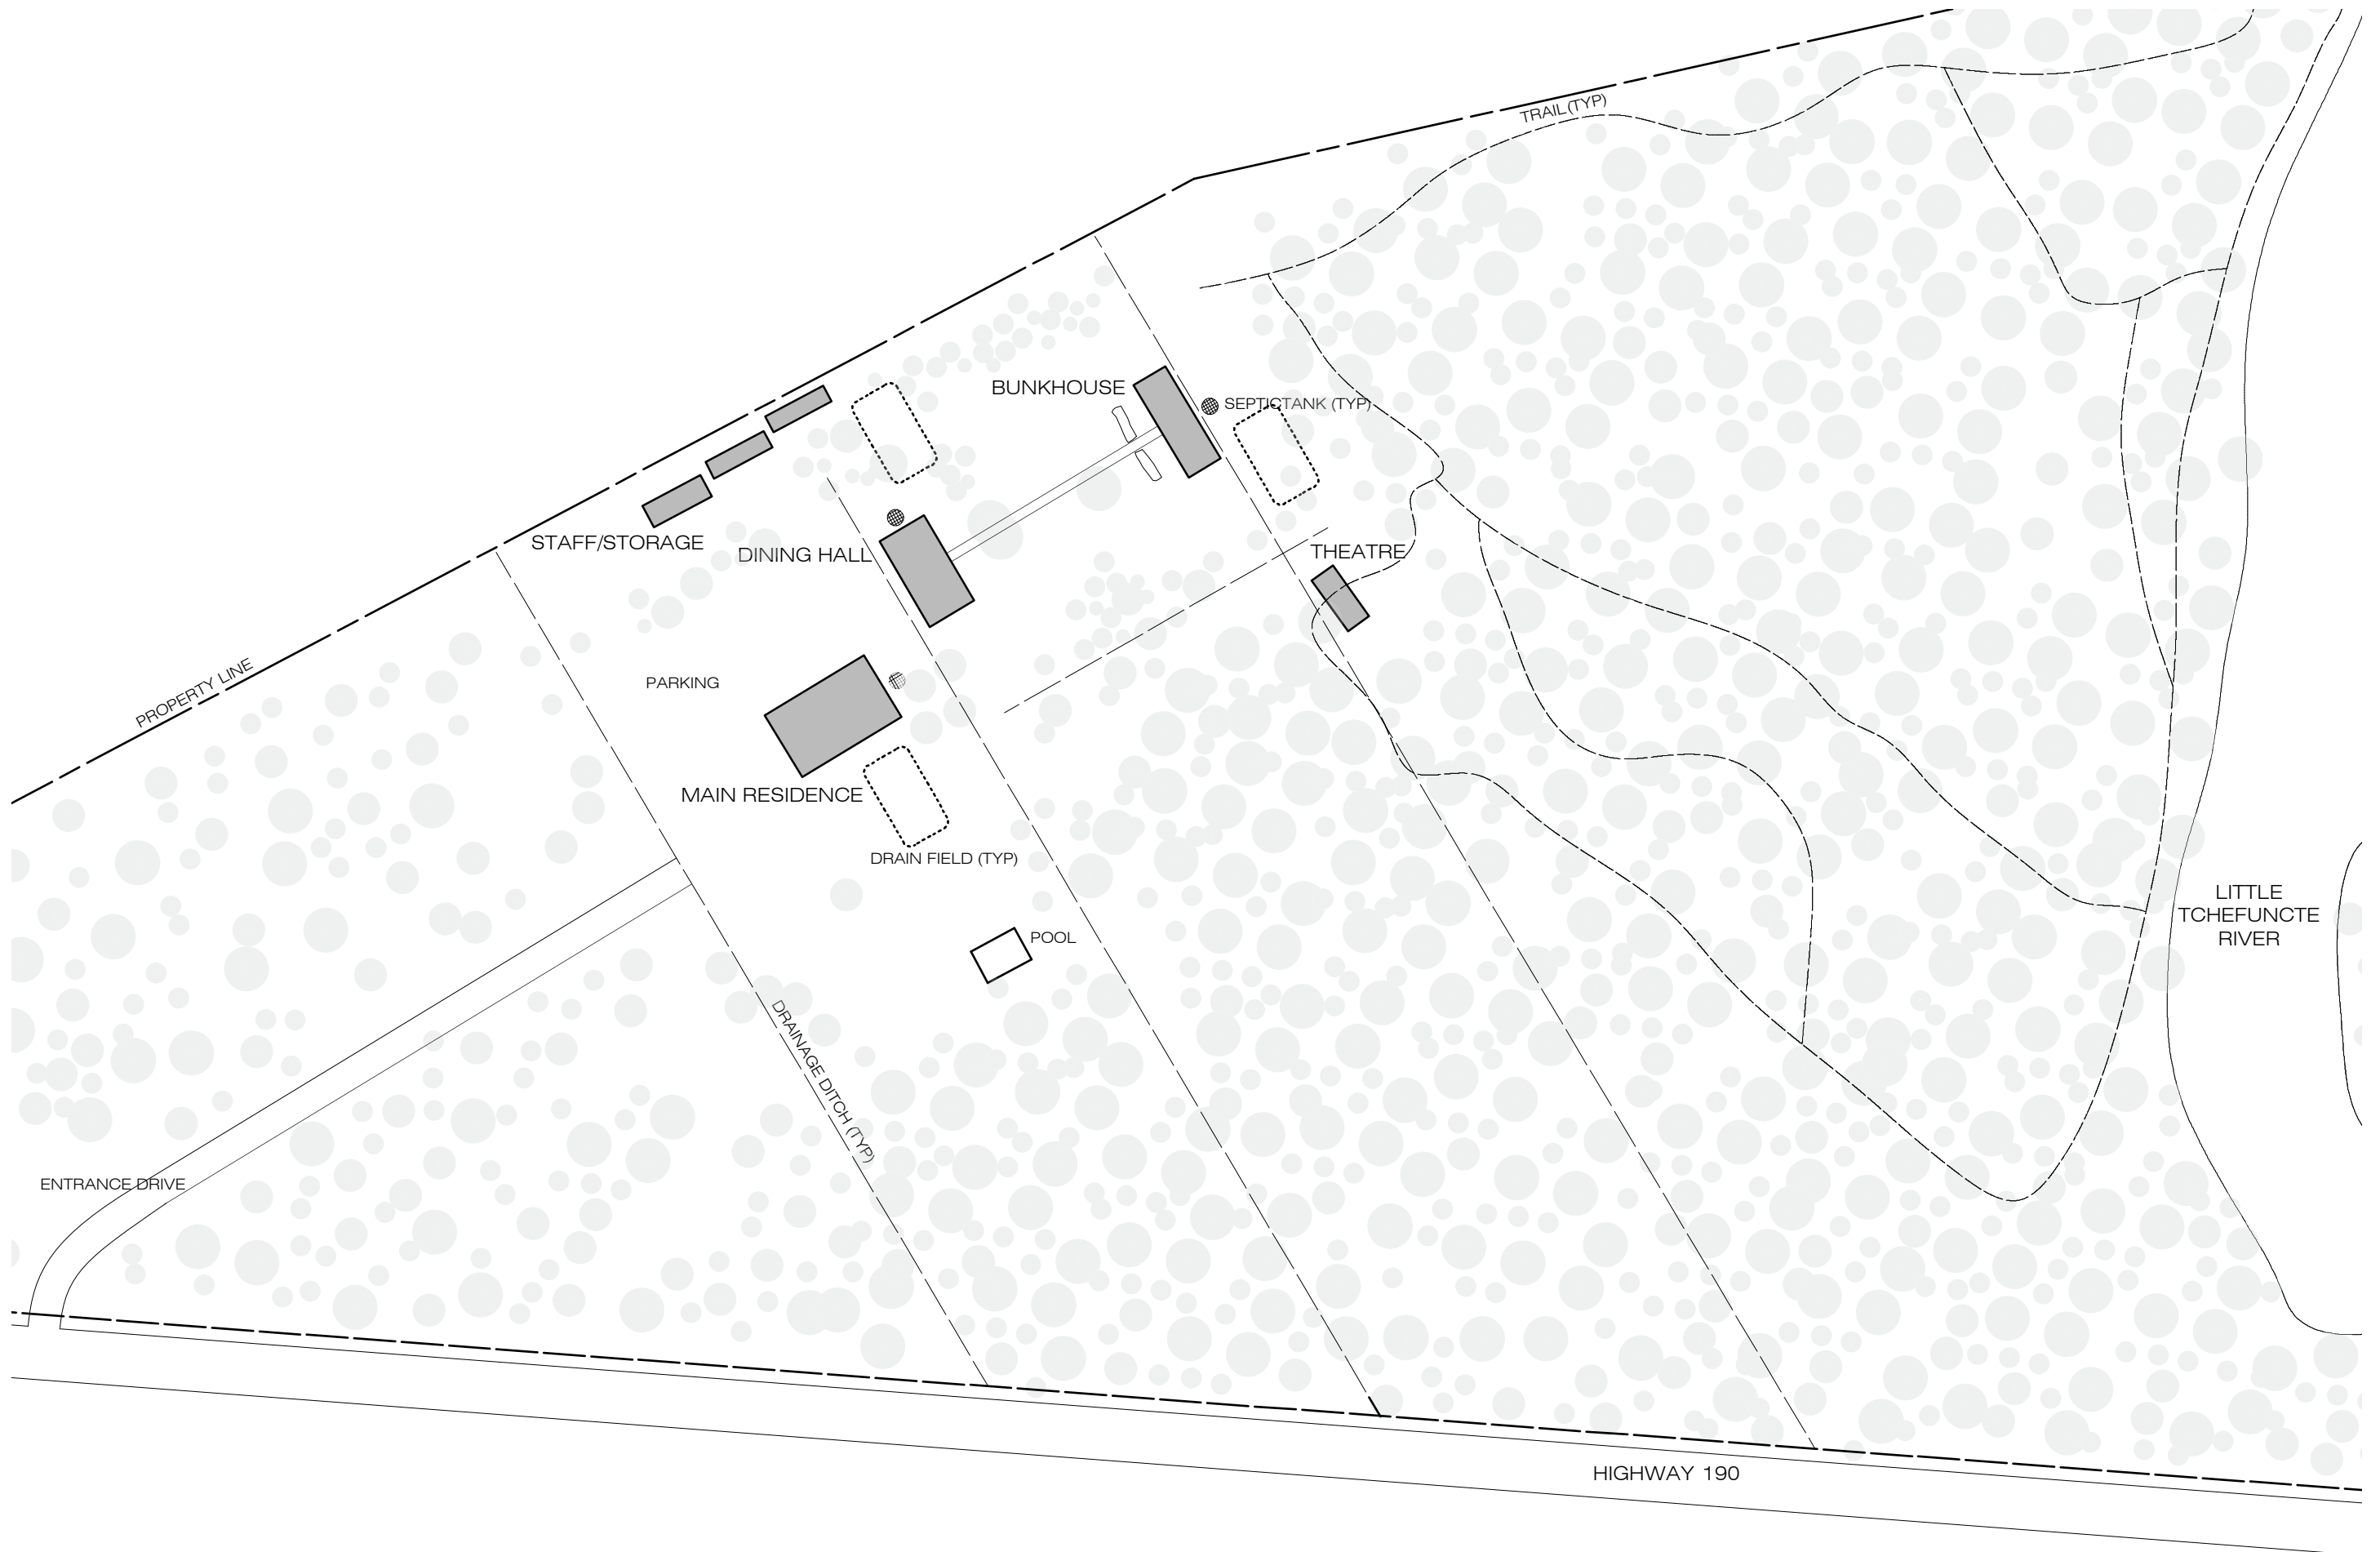 TRAIL (TYP)
BUNKHOUSE
SEPTIC TANK (TYP)
STAFF/STORAGE
DINING HALL
THEATRE
PROPERTY LINE
PARKING
MAIN RESIDENCE
DRAIN FIELD (TYP)
LITTLE
TCHEFUNCTE
RIVER
POOL
DRAINAGE DITCH (TYP)
ENTRANCE DRIVE
HIGHWAY 190